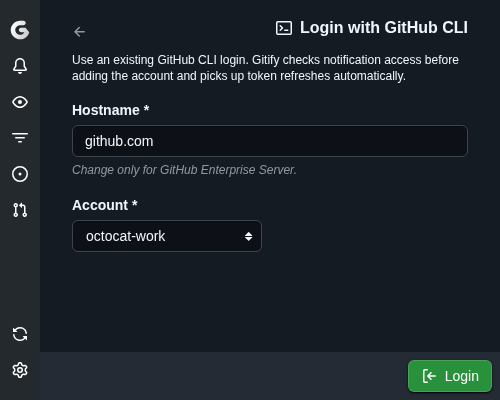 Login with GitHub CLI
Use an existing GitHub CLI login. Gitify checks notification access before
adding the account and picks up token refreshes automatically.
Hostname *
github.com
Change only for GitHub Enterprise Server.
Account *
octocat-work
Login